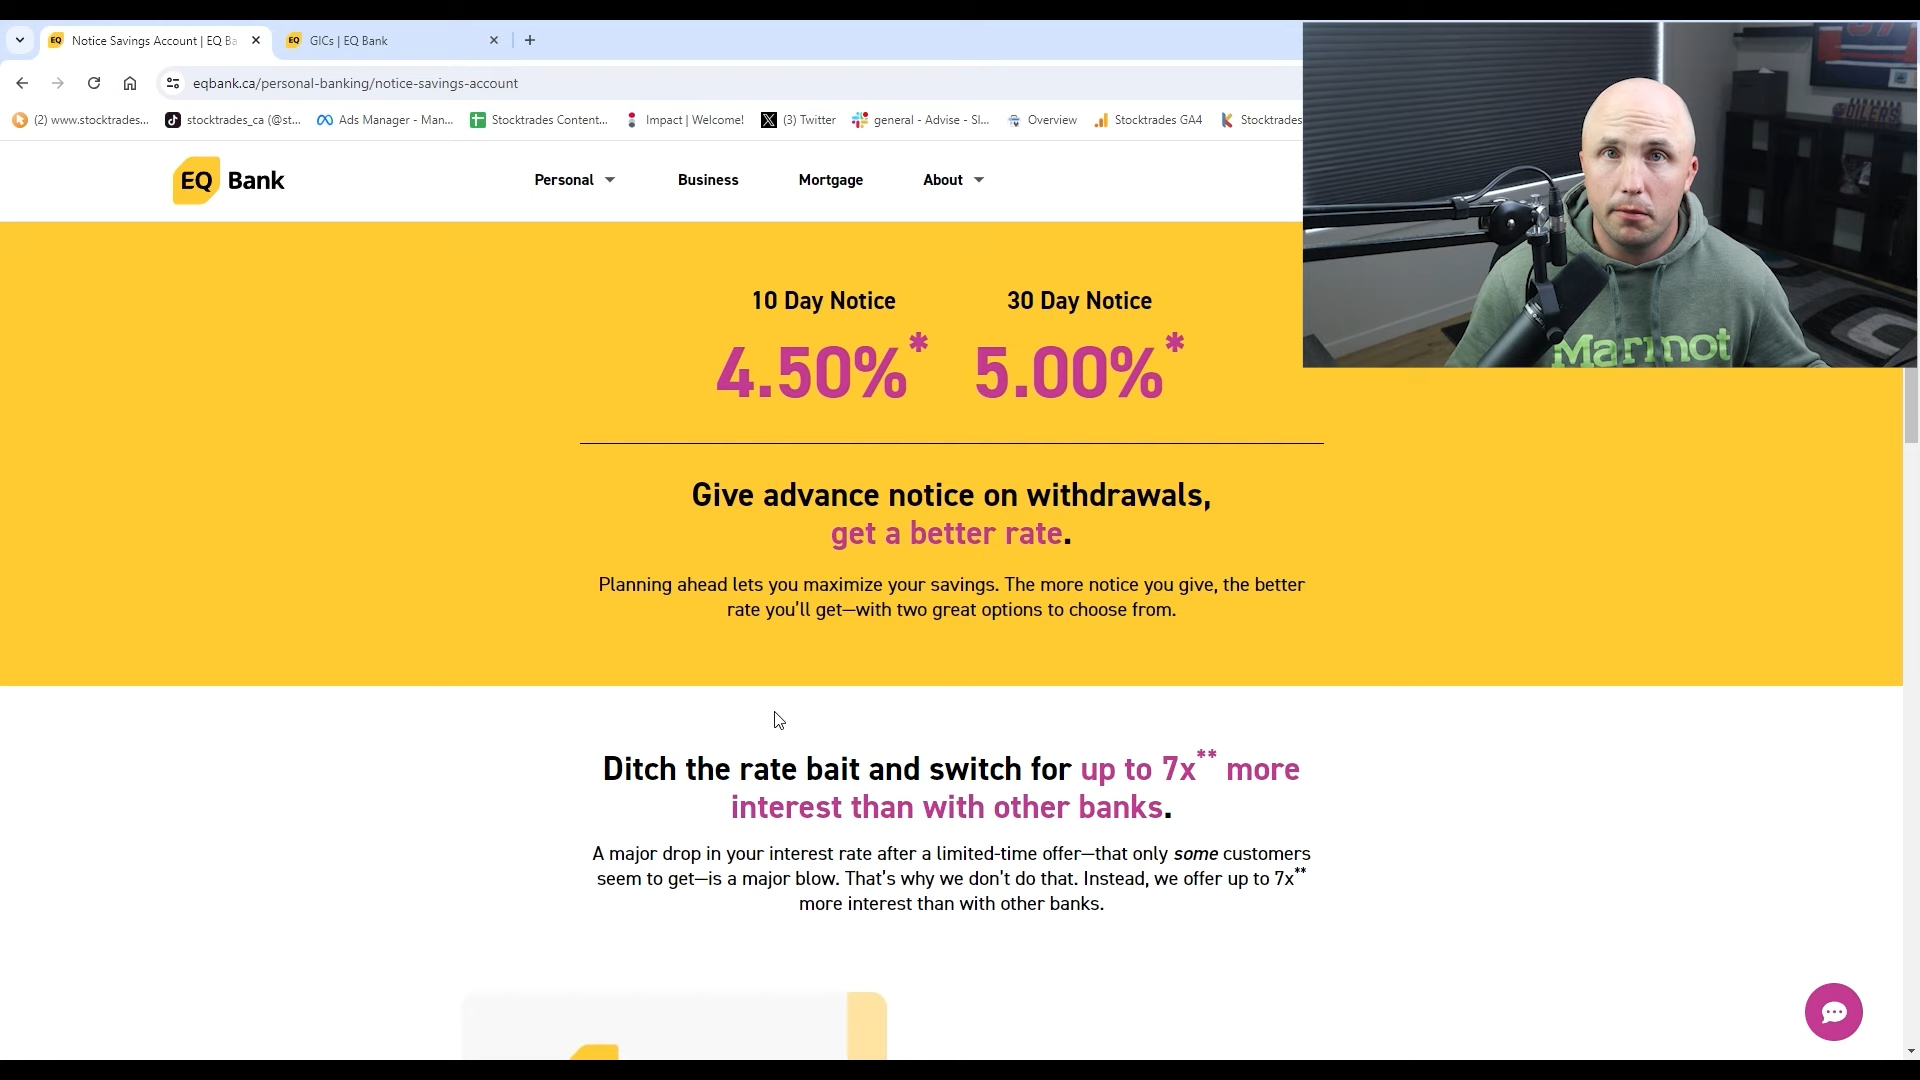 Notice Savings Account | EQ Ba
GICs | EQ Bank
eqbank.ca/personal-banking/notice-savings-account
(2) www.stocktrades...
stocktrades_ca (@st...
Ads Manager - Man...
Stocktrades Content...
Impact | Welcome!
(3) Twitter
general - Advise - Sl...
Overview
Stocktrades GA4
Stocktrades
EQ Bank
Personal
Business
Mortgage
About
OILERS
Marmot
10 Day Notice
30 Day Notice
4.50%*
5.00%*
Give advance notice on withdrawals,
get a better rate.
Planning ahead lets you maximize your savings. The more notice you give, the better
rate you’ll get—with two great options to choose from.
Ditch the rate bait and switch for up to 7x** more
interest than with other banks.
A major drop in your interest rate after a limited-time offer—that only some customers
seem to get—is a major blow. That’s why we don’t do that. Instead, we offer up to 7x**
more interest than with other banks.